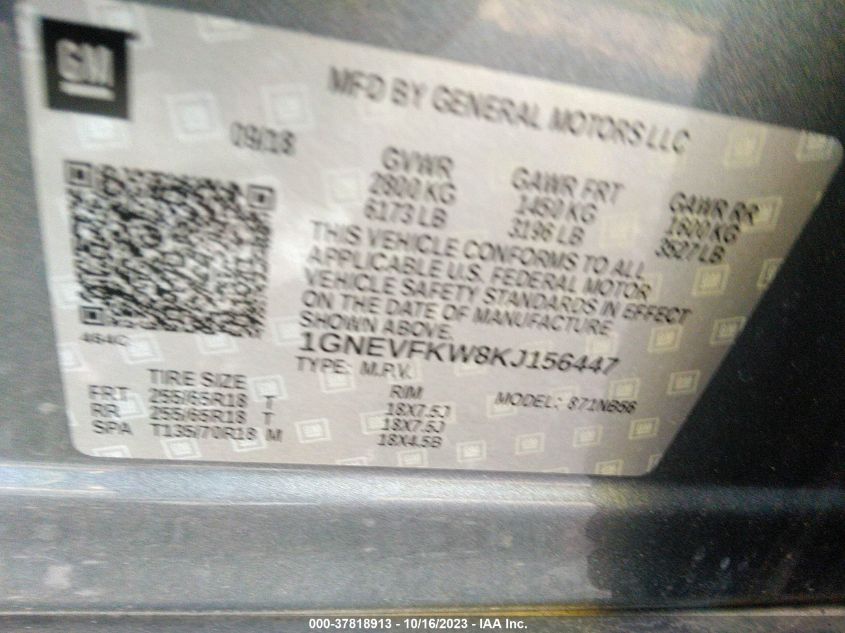 GM
MFD BY GENERAL MOTORS LLC
09/18
GVWR
2800 KG
6173 LB
GAWR FRT
1450 KG
3196 LB
GAWR RR
1600 KG
3527 LB
THIS VEHICLE CONFORMS TO ALL
APPLICABLE U.S. FEDERAL MOTOR
VEHICLE SAFETY STANDARDS IN EFFECT
ON THE DATE OF MANUFACTURE
SHOWN ABOVE.
1GNEVFKW8KJ156447
TYPE: M.P.V.
MODEL: 871NB56
464C
TIRE SIZE RIM
FRT 255/65R18 T 18X7.5J
RR 255/65R18 T 18X7.5J
SPA T135/70R18 M 18X4.5B
000-37818913 - 10/16/2023 - IAA Inc.